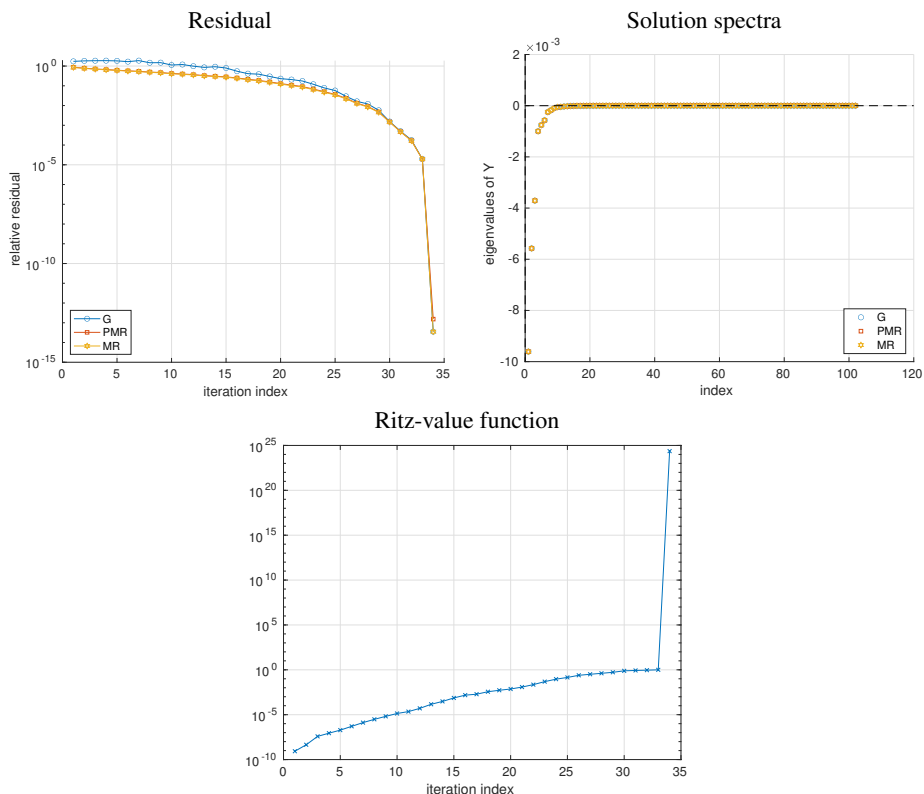 Residual
10^0
10^-5
10^-10
10^-15
relative residual
G
PMR
MR
0 5 10 15 20 25 30 35
iteration index
Solution spectra
×10^-3
2
0
-2
-4
-6
-8
-10
eigenvalues of Y
G
PMR
MR
0 20 40 60 80 100 120
index
Ritz-value function
10^25
10^20
10^15
10^10
10^5
10^0
10^-5
10^-10
0 5 10 15 20 25 30 35
iteration index